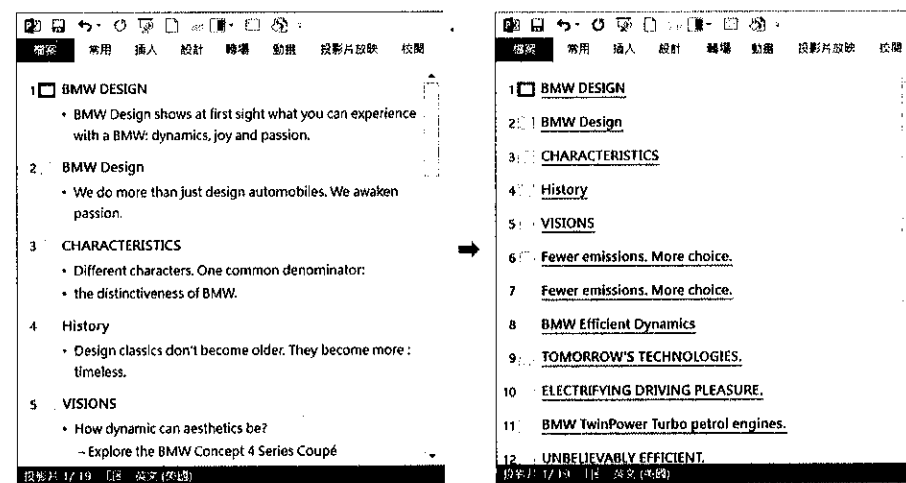 檔案 常用 插入 設計 轉場 動畫 投影片放映 校閱
1 BMW DESIGN
• BMW Design shows at first sight what you can experience
with a BMW: dynamics, joy and passion.
2 BMW Design
• We do more than just design automobiles. We awaken
passion.
3 CHARACTERISTICS
• Different characters. One common denominator:
• the distinctiveness of BMW.
4 History
• Design classics don't become older. They become more :
timeless.
5 VISIONS
• How dynamic can aesthetics be?
– Explore the BMW Concept 4 Series Coupé
投影片 1/19 英文 (美國)
檔案 常用 插入 設計 轉場 動畫 投影片放映 校閱
1 BMW DESIGN
2 BMW Design
3 CHARACTERISTICS
4 History
5 VISIONS
6 Fewer emissions. More choice.
7 Fewer emissions. More choice.
8 BMW Efficient Dynamics
9 TOMORROW'S TECHNOLOGIES.
10 ELECTRIFYING DRIVING PLEASURE.
11 BMW TwinPower Turbo petrol engines.
12 UNBELIEVABLY EFFICIENT.
投影片 1/19 英文 (美國)